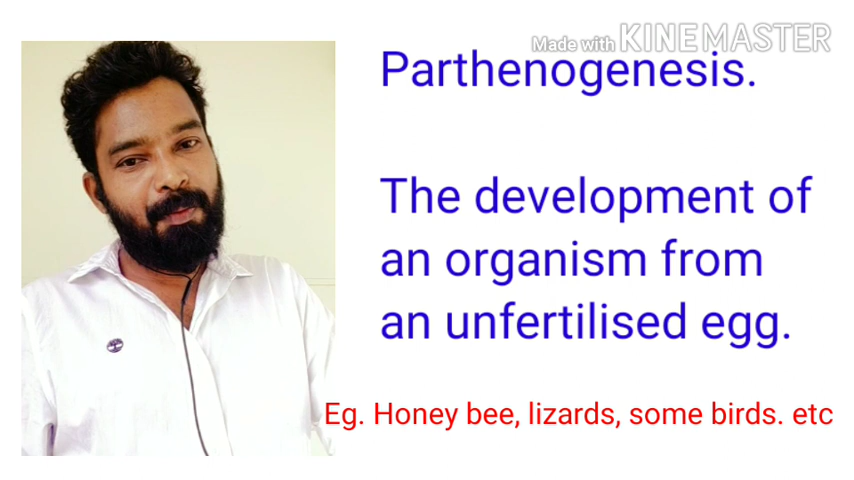 Made with KINEMASTER
Parthenogenesis.
The development of
an organism from
an unfertilised egg.
Eg. Honey bee, lizards, some birds. etc